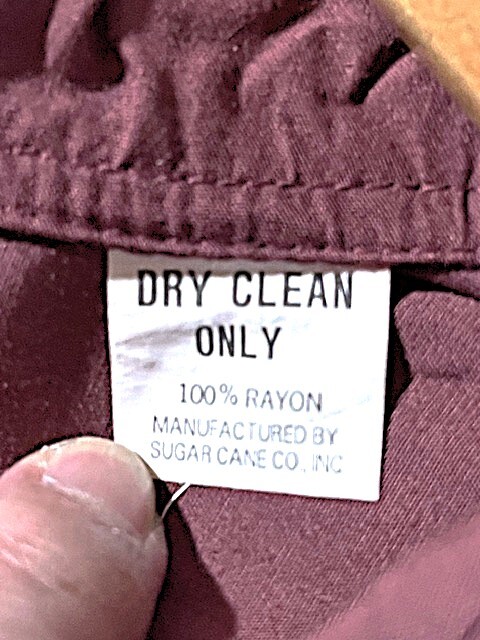 DRY CLEAN
ONLY
100% RAYON
MANUFACTURED BY
SUGAR CANE CO., INC